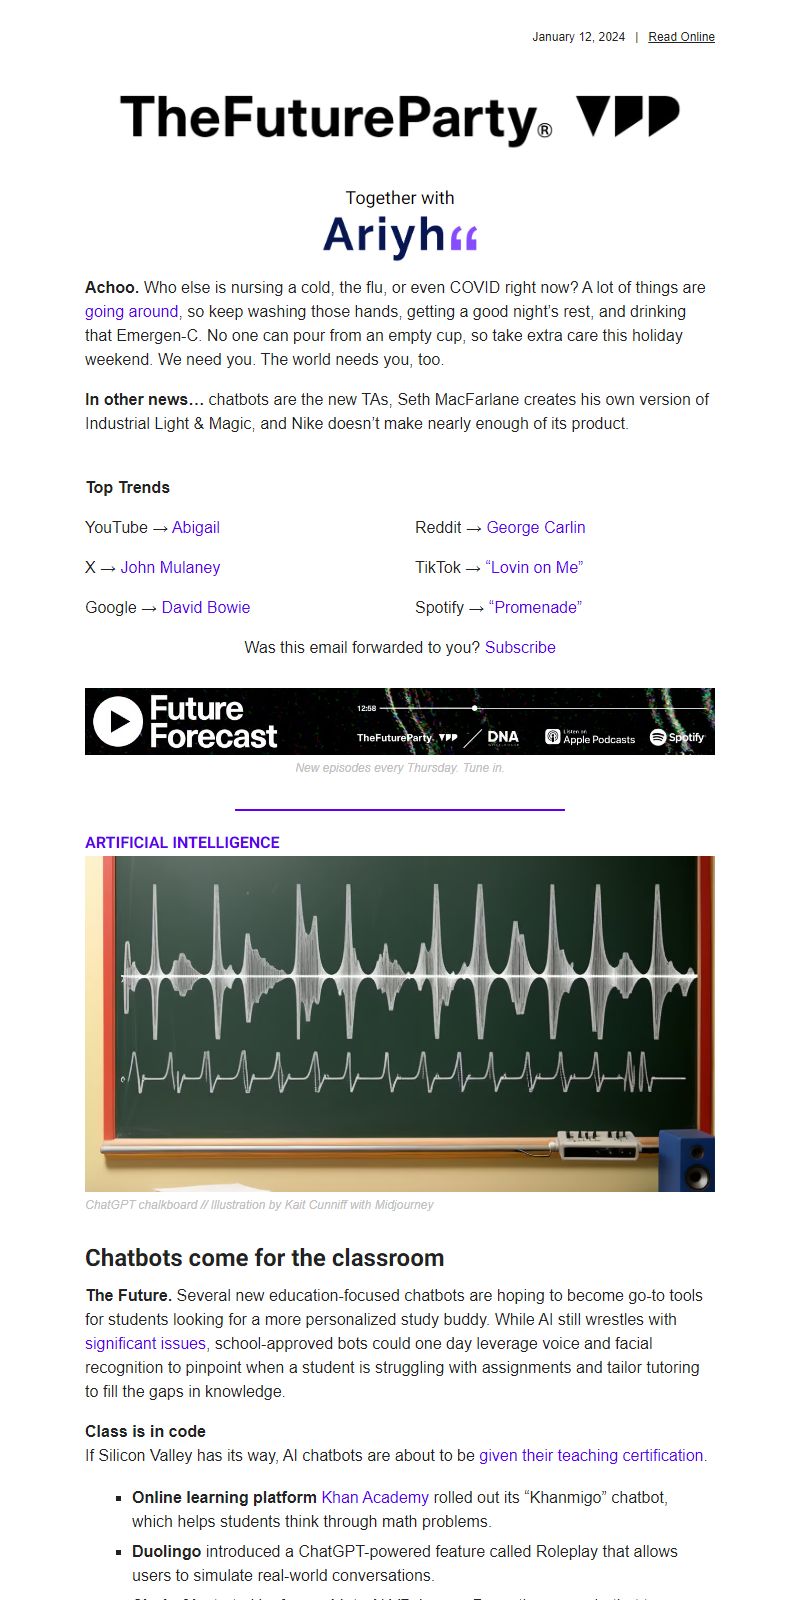 January 12, 2024 | Read Online
TheFutureParty®
Together with
Ariyh
Achoo. Who else is nursing a cold, the flu, or even COVID right now? A lot of things are
going around, so keep washing those hands, getting a good night’s rest, and drinking
that Emergen-C. No one can pour from an empty cup, so take extra care this holiday
weekend. We need you. The world needs you, too.
In other news… chatbots are the new TAs, Seth MacFarlane creates his own version of
Industrial Light & Magic, and Nike doesn’t make nearly enough of its product.
Top Trends
YouTube → Abigail
Reddit → George Carlin
X → John Mulaney
TikTok → “Lovin on Me”
Google → David Bowie
Spotify → “Promenade”
Was this email forwarded to you? Subscribe
Future
Forecast
12:58
TheFutureParty.
DNA
Listen on
Apple Podcasts
Spotify
New episodes every Thursday. Tune in.
ARTIFICIAL INTELLIGENCE
ChatGPT chalkboard // Illustration by Kait Cunniff with Midjourney
Chatbots come for the classroom
The Future. Several new education-focused chatbots are hoping to become go-to tools
for students looking for a more personalized study buddy. While AI still wrestles with
significant issues, school-approved bots could one day leverage voice and facial
recognition to pinpoint when a student is struggling with assignments and tailor tutoring
to fill the gaps in knowledge.
Class is in code
If Silicon Valley has its way, AI chatbots are about to be given their teaching certification.
▪ Online learning platform Khan Academy rolled out its “Khanmigo” chatbot,
which helps students think through math problems.
▪ Duolingo introduced a ChatGPT-powered feature called Roleplay that allows
users to simulate real-world conversations.